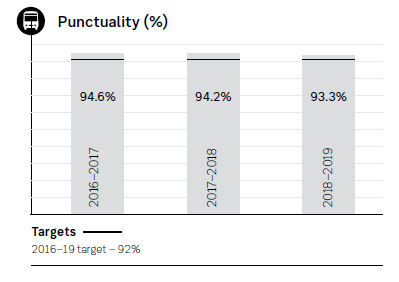 Punctuality (%)
94.6%
94.2%
93.3%
2016–2017
2017–2018
2018–2019
Targets
2016–19 target – 92%